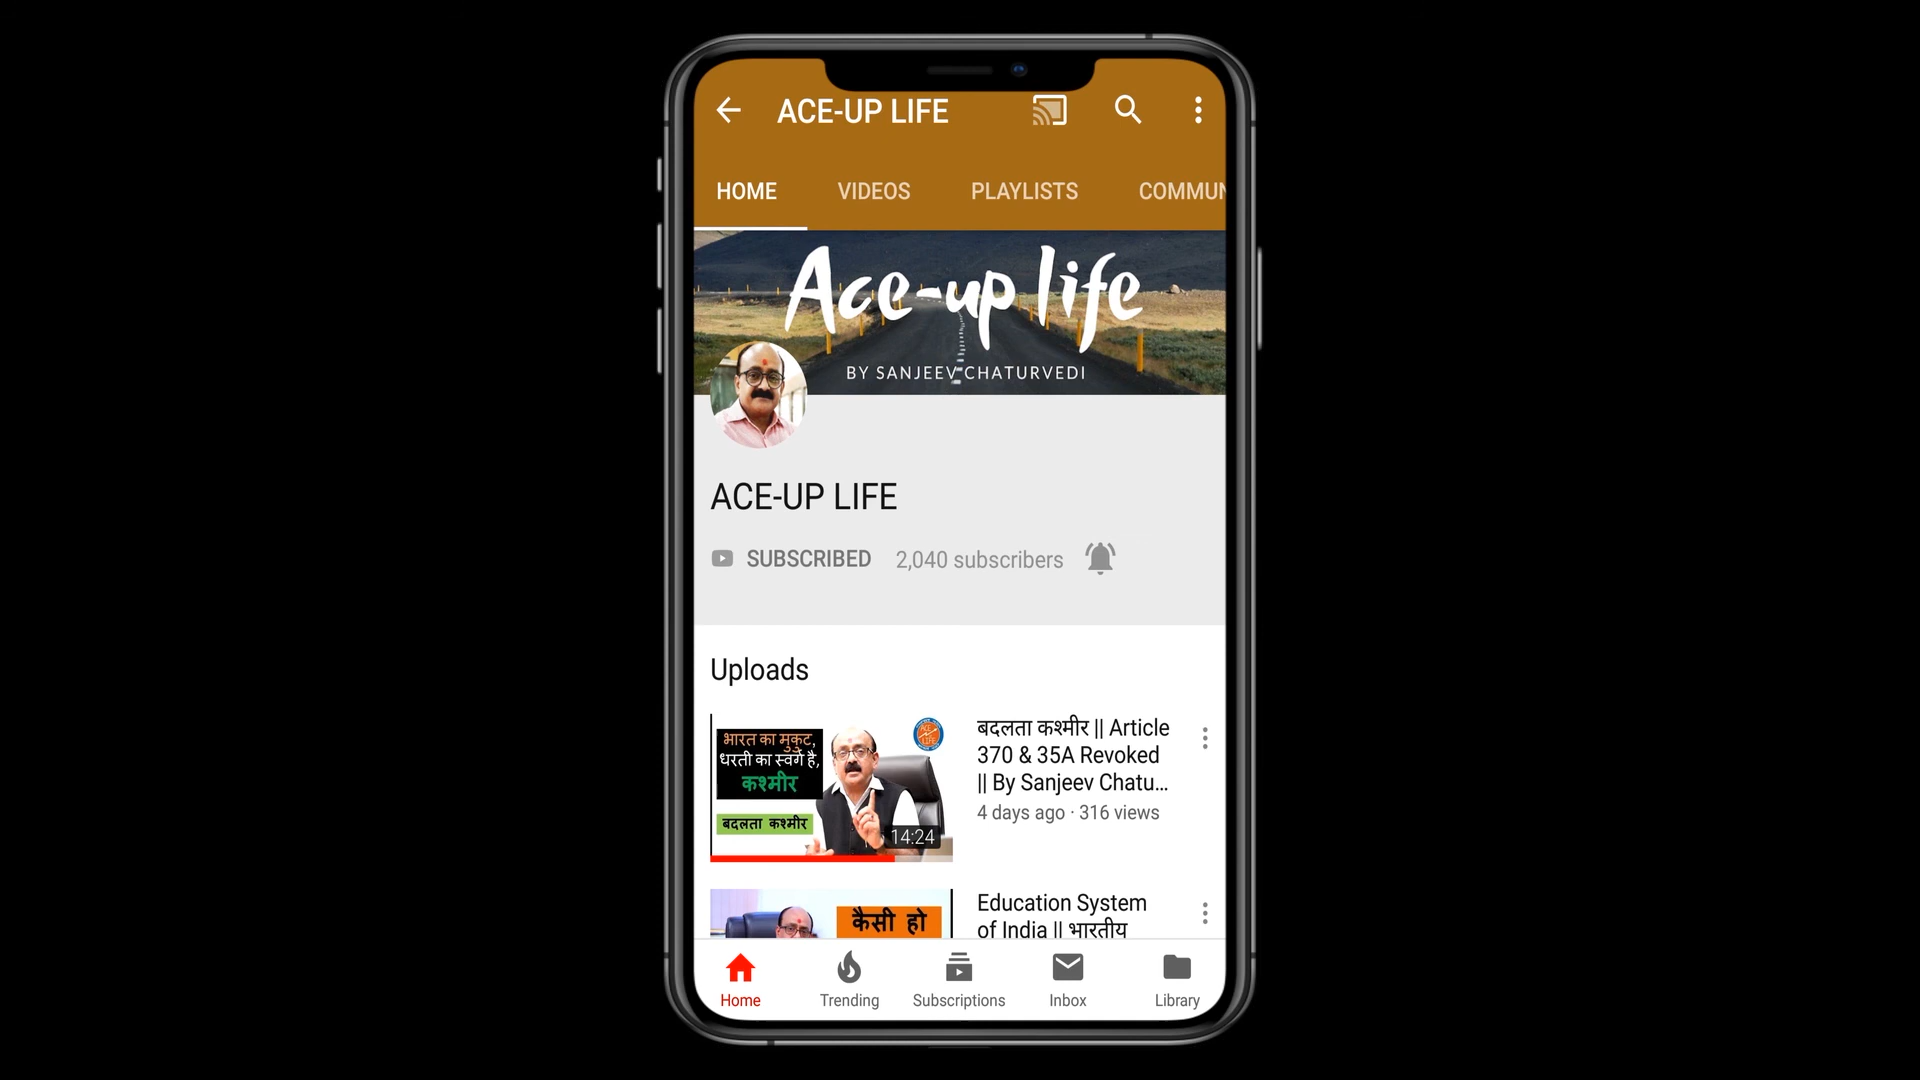 ACE-UP LIFE
HOME VIDEOS PLAYLISTS COMMUN
Ace-up life
BY SANJEEV CHATURVEDI
ACE-UP LIFE
SUBSCRIBED 2,040 subscribers
Uploads
भारत का मुकुट,
धरती का स्वर्ग है,
कश्मीर
बदलता कश्मीर
ACE
LIFE
14:24
बदलता कश्मीर || Article
370 & 35A Revoked
|| By Sanjeev Chatu...
4 days ago · 316 views
कैसी हो
Education System
of India || भारतीय
Home Trending Subscriptions Inbox Library